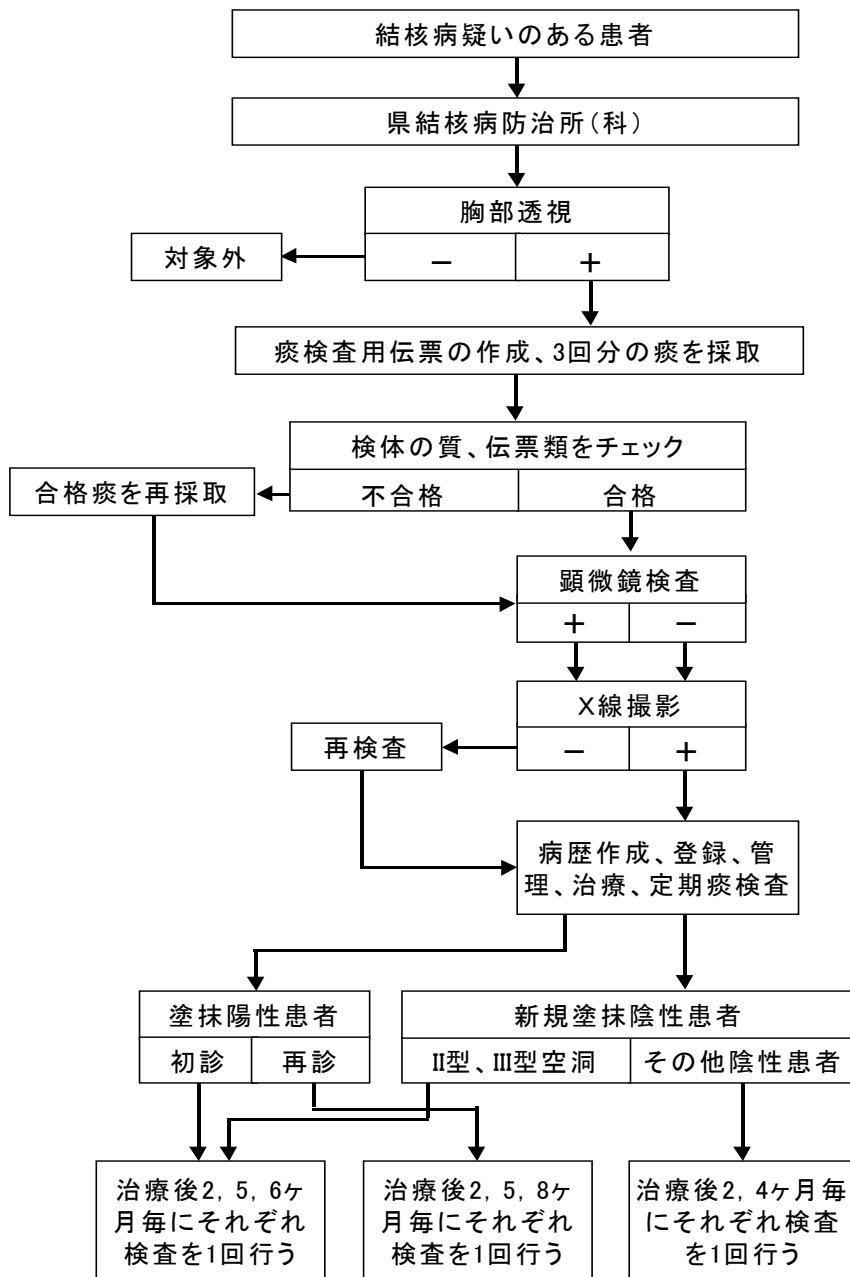 結核病疑いのある患者
県結核病防治所(科)
胸部透視
対象外
－
＋
痰検査用伝票の作成、3回分の痰を採取
検体の質、伝票類をチェック
合格痰を再採取
不合格
合格
顕微鏡検査
＋
－
X線撮影
再検査
－
＋
病歴作成、登録、管
理、治療、定期痰検査
塗抹陽性患者
初診
再診
新規塗抹陰性患者
II型、III型空洞
その他陰性患者
治療後2, 5, 6ヶ
月毎にそれぞれ
検査を1回行う
治療後2, 5, 8ヶ
月毎にそれぞれ
検査を1回行う
治療後2, 4ヶ月毎
にそれぞれ検査
を1回行う